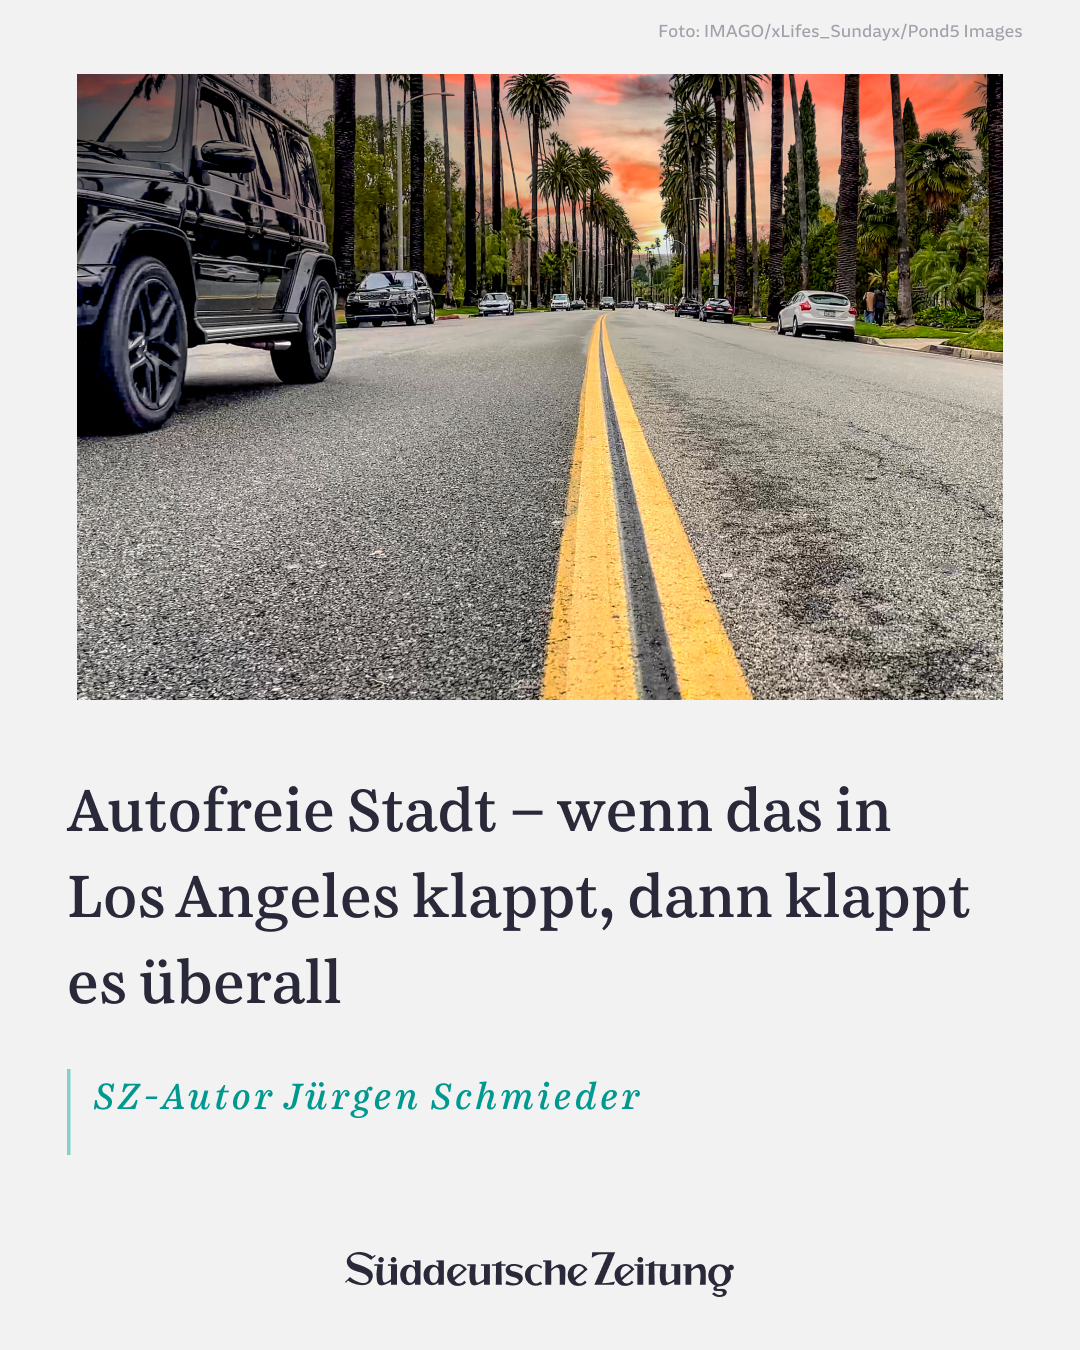 Foto: IMAGO/xLifes_Sundayx/Pond5 Images
Autofreie Stadt – wenn das in
Los Angeles klappt, dann klappt
es überall
SZ-Autor Jürgen Schmieder
Süddeutsche Zeitung